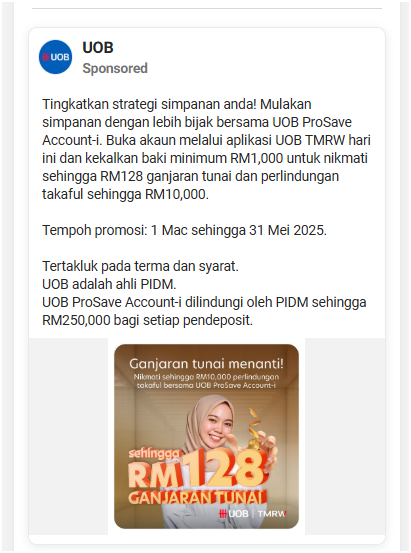 UOB
UOB
Sponsored
Tingkatkan strategi simpanan anda! Mulakan
simpanan dengan lebih bijak bersama UOB ProSave
Account-i. Buka akaun melalui aplikasi UOB TMRW hari
ini dan kekalkan baki minimum RM1,000 untuk nikmati
sehingga RM128 ganjaran tunai dan perlindungan
takaful sehingga RM10,000.
Tempoh promosi: 1 Mac sehingga 31 Mei 2025.
Tertakluk pada terma dan syarat.
UOB adalah ahli PIDM.
UOB ProSave Account-i dilindungi oleh PIDM sehingga
RM250,000 bagi setiap pendeposit.
Ganjaran tunai menanti!
Nikmati sehingga RM10,000 perlindungan
takaful bersama UOB ProSave Account-i
sehingga
RM128
GANJARAN TUNAI
UOB | TMRW